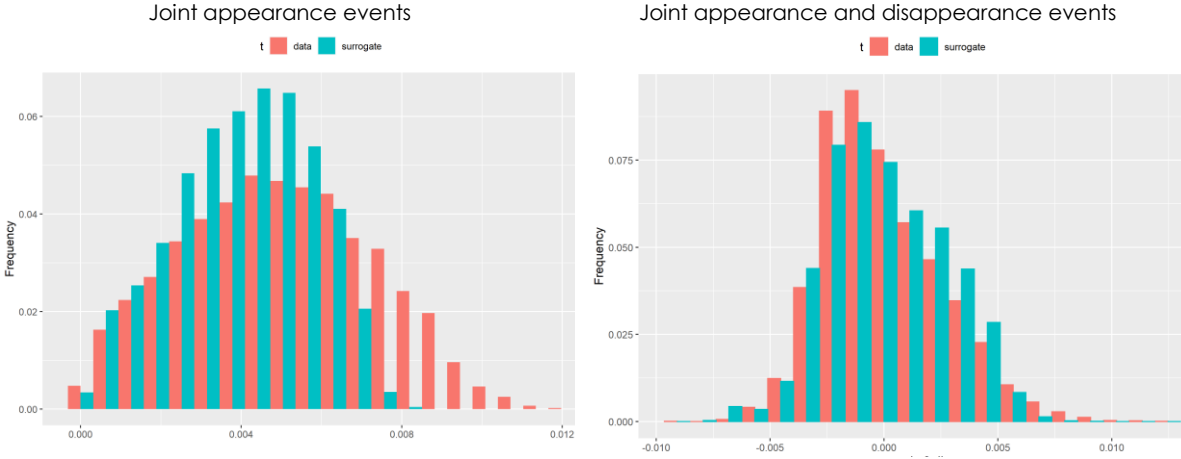 Joint appearance events
t data surrogate
Frequency
0.06
0.04
0.02
0.00
0.000 0.004 0.008 0.012
Joint appearance and disappearance events
t data surrogate
Frequency
0.075
0.050
0.025
0.000
-0.010 -0.005 0.000 0.005 0.010